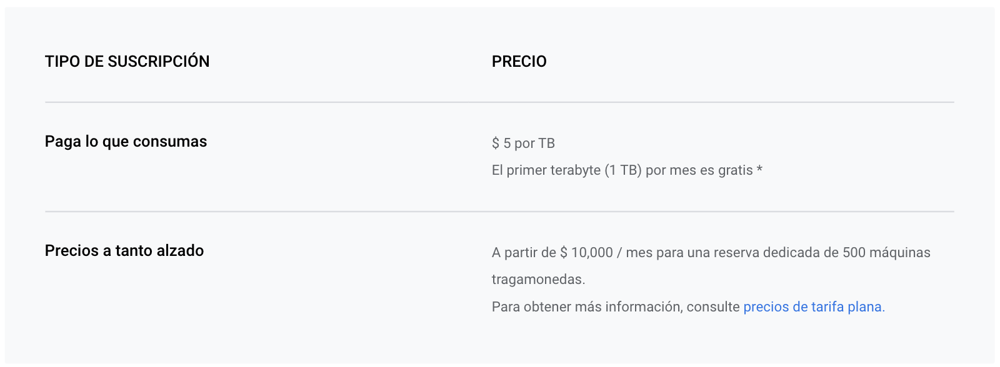 TIPO DE SUSCRIPCIÓN
PRECIO
Paga lo que consumas
$ 5 por TB
El primer terabyte (1 TB) por mes es gratis *
Precios a tanto alzado
A partir de $ 10,000 / mes para una reserva dedicada de 500 máquinas
tragamonedas.
Para obtener más información, consulte precios de tarifa plana.